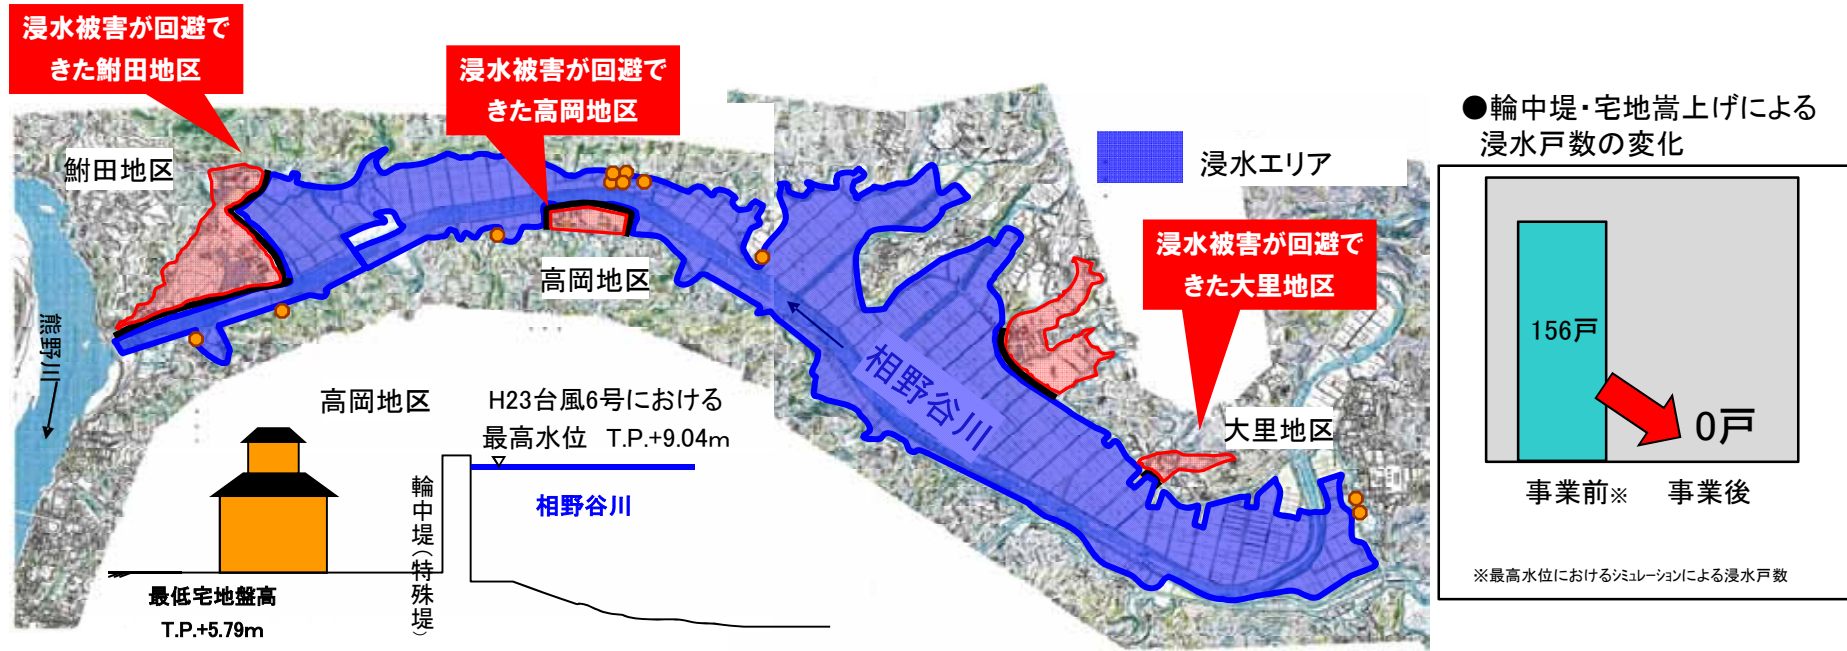 浸水被害が回避で
きた鮒田地区
浸水被害が回避で
きた高岡地区
鮒田地区
高岡地区
浸水エリア
浸水被害が回避で
きた大里地区
大里地区
相野谷川
熊野川
高岡地区
H23台風6号における
最高水位 T.P.+9.04m
相野谷川
輪中堤(特殊堤)
最低宅地盤高
T.P.+5.79m
●輪中堤・宅地嵩上げによる
浸水戸数の変化
156戸
0戸
事業前※ 事業後
※最高水位におけるシミュレーションによる浸水戸数